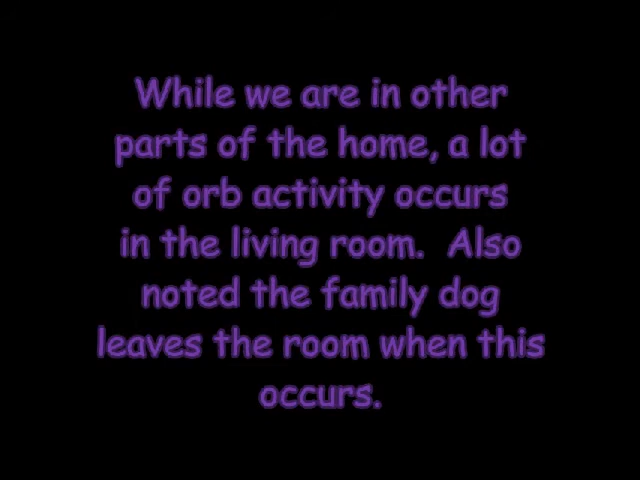 While we are in other
parts of the home, a lot
of orb activity occurs
in the living room.  Also
noted the family dog
leaves the room when this
occurs.